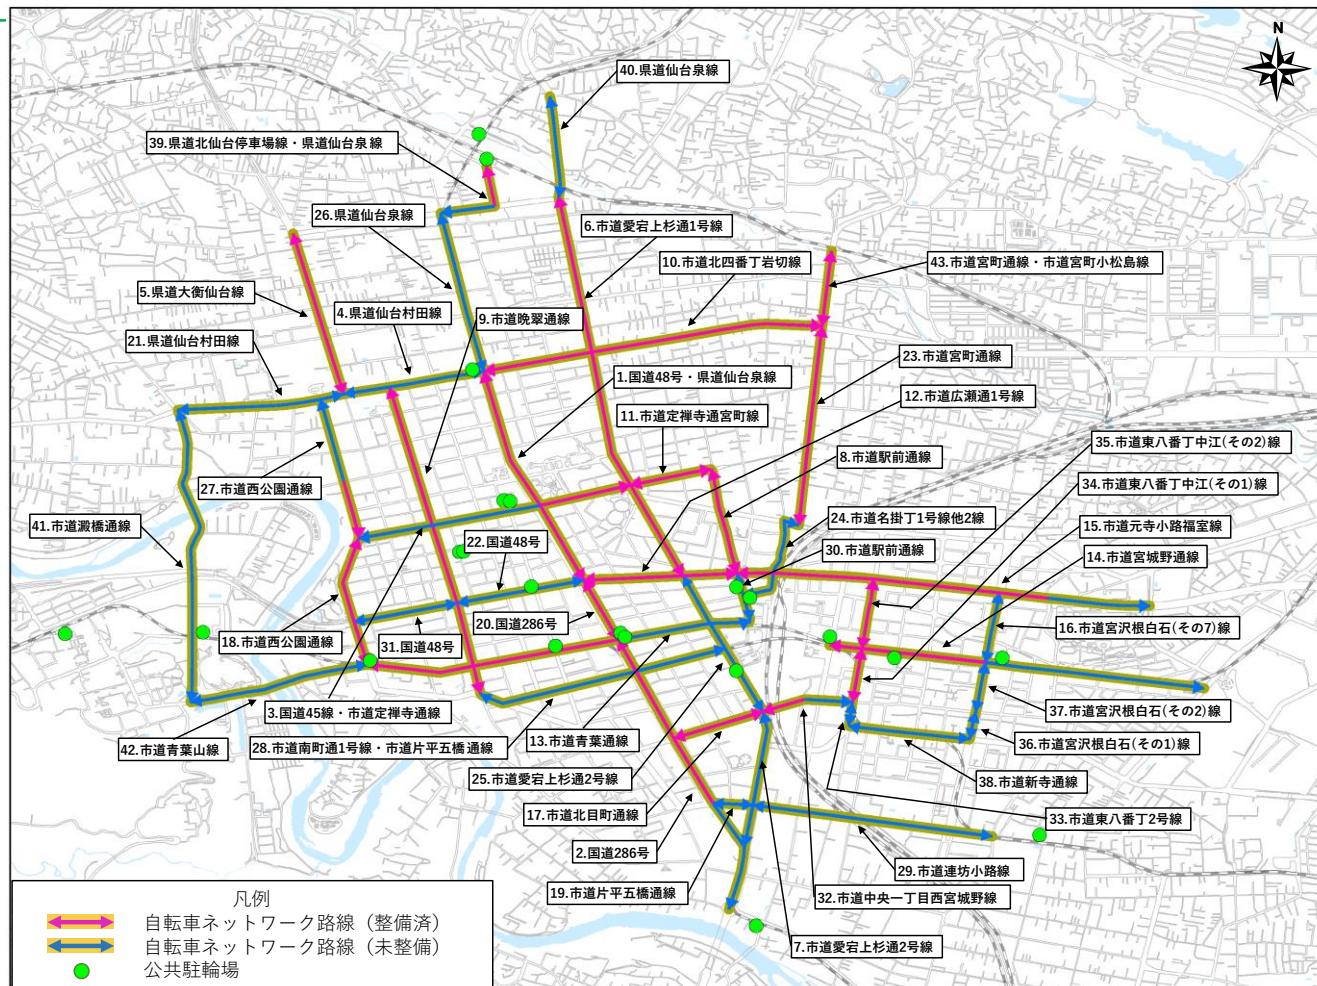 N
40.県道仙台泉線
39.県道北仙台停車場線・県道仙台泉線
26.県道仙台泉線
6.市道愛宕上杉通1号線
10.市道北四番丁岩切線
43.市道宮町通線・市道宮町小松島線
5.県道大衡仙台線
4.県道仙台村田線
9.市道晩翠通線
21.県道仙台村田線
23.市道宮町通線
1.国道48号・県道仙台泉線
12.市道広瀬通1号線
11.市道定禅寺通宮町線
35.市道東八番丁中江(その2)線
8.市道駅前通線
34.市道東八番丁中江(その1)線
27.市道西公園通線
24.市道名掛丁1号線他2線
15.市道元寺小路福室線
41.市道澱橋通線
22.国道48号
30.市道駅前通線
14.市道宮城野通線
20.国道286号
16.市道宮沢根白石(その7)線
18.市道西公園通線
31.国道48号
3.国道45線・市道定禅寺通線
37.市道宮沢根白石(その2)線
42.市道青葉山線
28.市道南町通1号線・市道片平五橋通線
13.市道青葉通線
36.市道宮沢根白石(その1)線
25.市道愛宕上杉通2号線
38.市道新寺通線
17.市道北目町通線
33.市道東八番丁2号線
2.国道286号
29.市道連坊小路線
19.市道片平五橋通線
32.市道中央一丁目西宮城野線
7.市道愛宕上杉通2号線
凡例
自転車ネットワーク路線（整備済）
自転車ネットワーク路線（未整備）
公共駐輪場